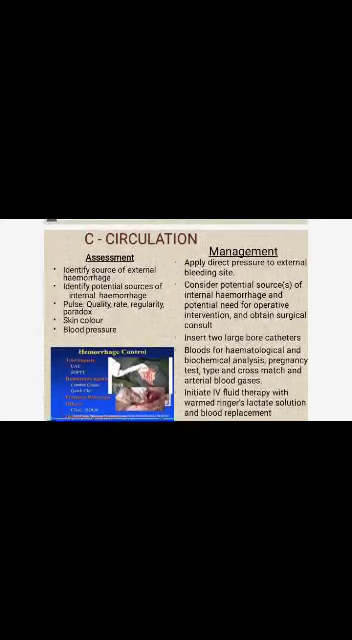 C - CIRCULATION
Assessment
• Identify source of external
haemorrhage
• Identify potential sources of
internal haemorrhage
• Pulse: Quality, rate, regularity,
paradox
• Skin colour
• Blood pressure
Management
Apply direct pressure to external
bleeding site.
Consider potential source(s) of
internal haemorrhage and
potential need for operative
intervention, and obtain surgical
consult
Insert two large bore catheters
Bloods for haematological and
biochemical analysis, pregnancy
test, type and cross match and
arterial blood gases.
Initiate IV fluid therapy with
warmed ringer's lactate solution
and blood replacement
Hemorrhage Control